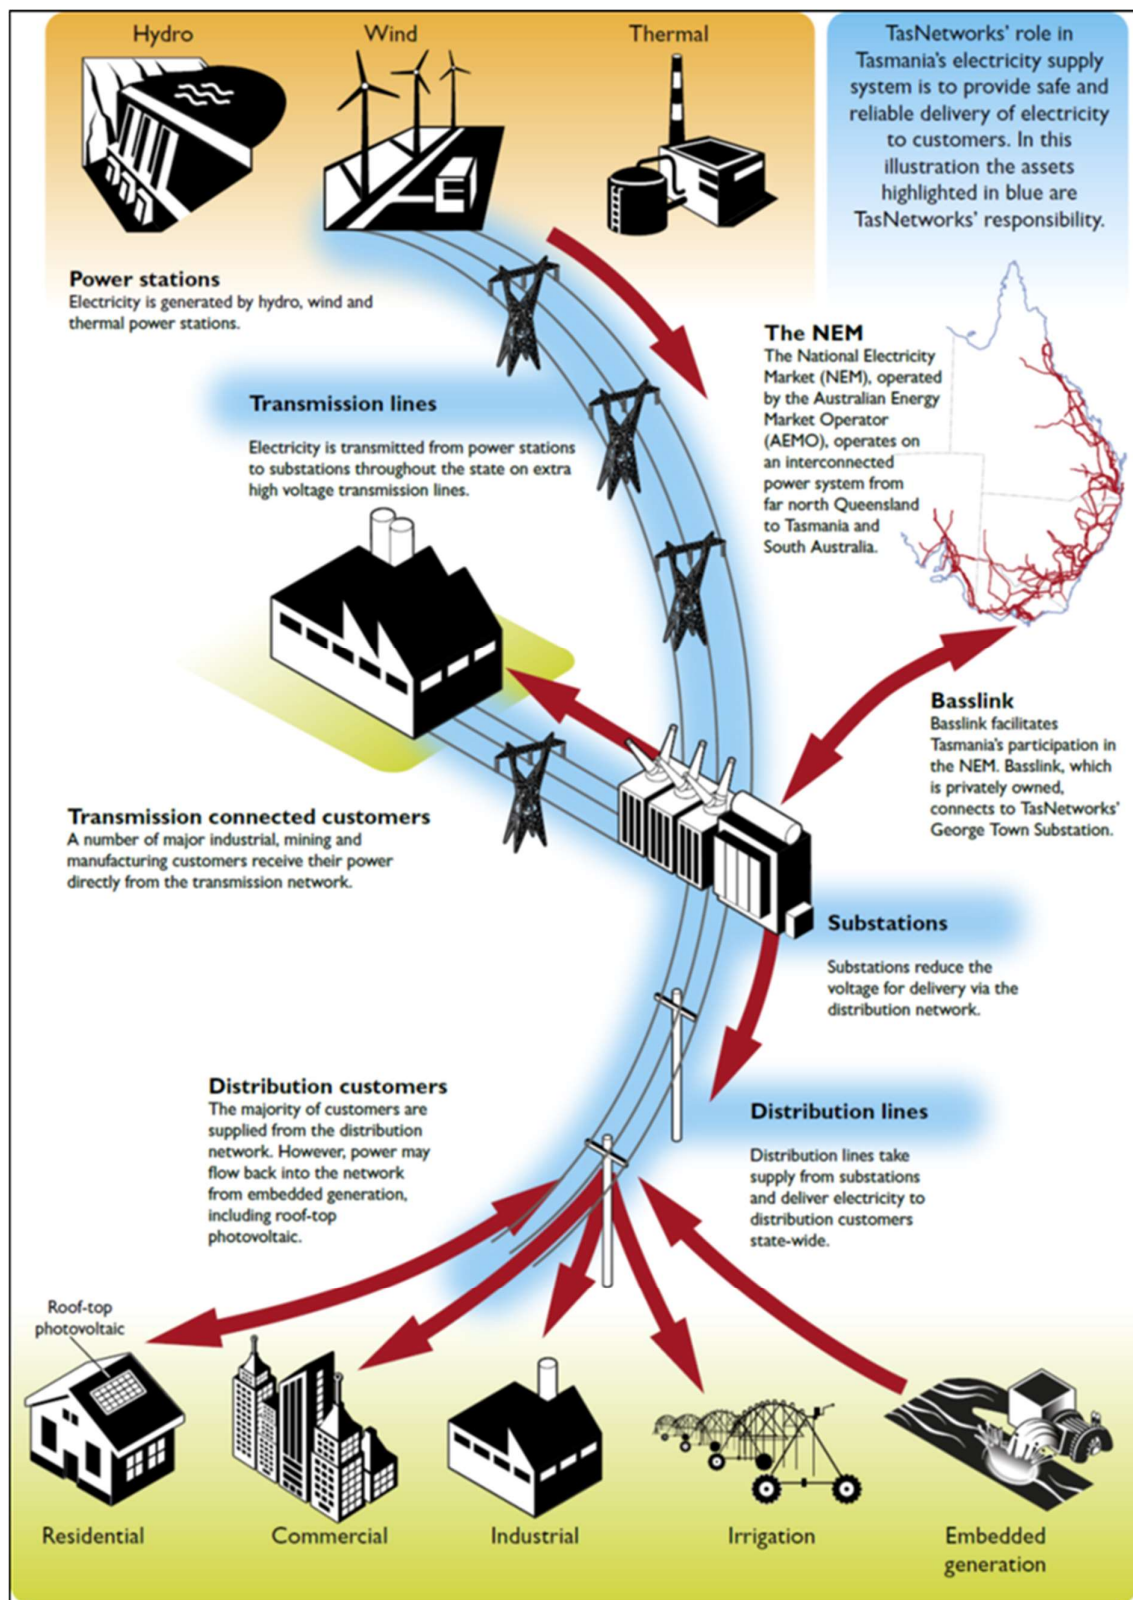 Hydro
Wind
Thermal
TasNetworks' role in
Tasmania's electricity supply
system is to provide safe and
reliable delivery of electricity
to customers. In this
illustration the assets
highlighted in blue are
TasNetworks' responsibility.
Power stations
Electricity is generated by hydro, wind and
thermal power stations.
The NEM
The National Electricity
Market (NEM), operated
by the Australian Energy
Market Operator
(AEMO), operates on
an interconnected
power system from
far north Queensland
to Tasmania and
South Australia.
Transmission lines
Electricity is transmitted from power stations
to substations throughout the state on extra
high voltage transmission lines.
Basslink
Basslink facilitates
Tasmania's participation in
the NEM. Basslink, which
is privately owned,
connects to TasNetworks'
George Town Substation.
Transmission connected customers
A number of major industrial, mining and
manufacturing customers receive their power
directly from the transmission network.
Substations
Substations reduce the
voltage for delivery via the
distribution network.
Distribution customers
The majority of customers are
supplied from the distribution
network. However, power may
flow back into the network
from embedded generation,
including roof-top
photovoltaic.
Distribution lines
Distribution lines take
supply from substations
and deliver electricity to
distribution customers
state-wide.
Roof-top
photovoltaic
Residential
Commercial
Industrial
Irrigation
Embedded
generation